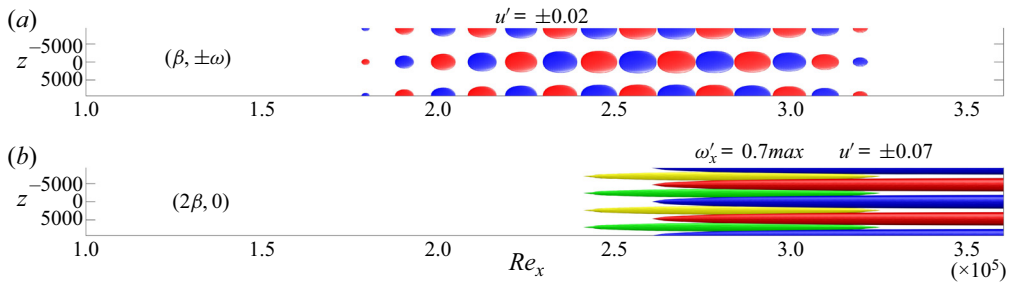 (a) u′ = ±0.02
−5000
z 0 (β, ±ω)
5000
1.0 1.5 2.0 2.5 3.0 3.5
(b) ω′ₓ = 0.7max u′ = ±0.07
−5000
z 0 (2β, 0)
5000
1.0 1.5 2.0 2.5 3.0 3.5
Reₓ (×10⁵)